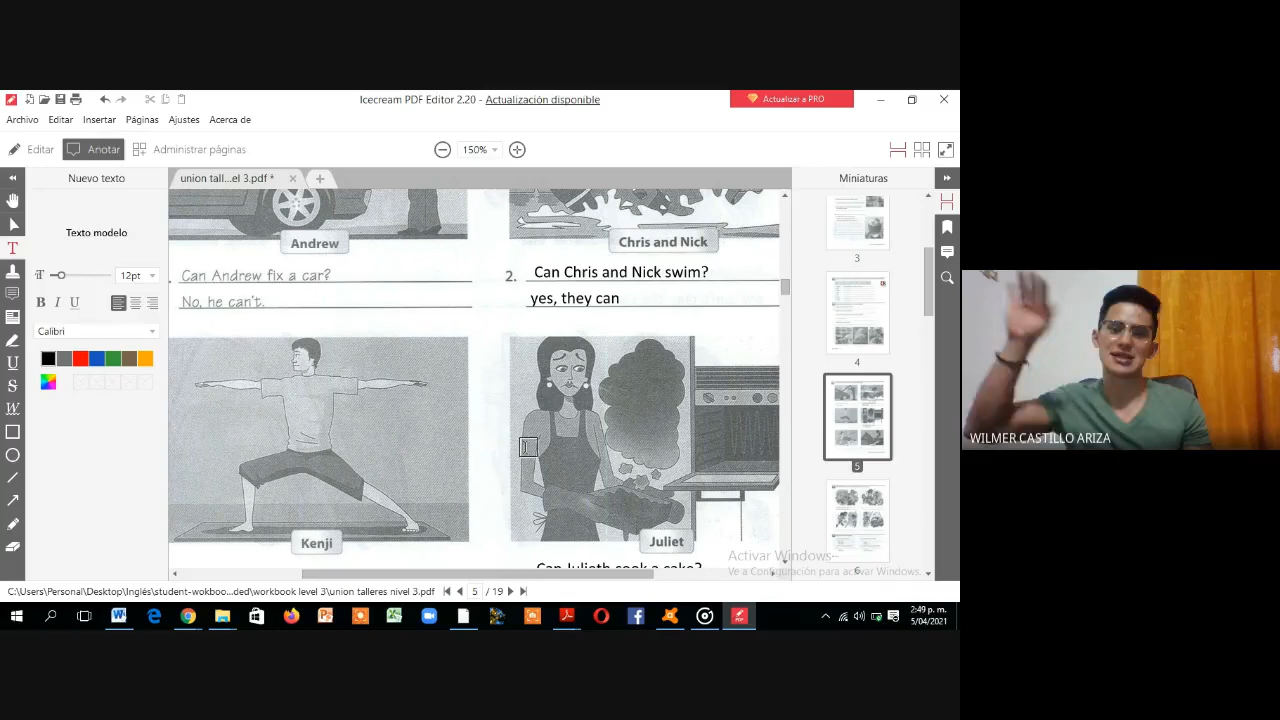 Icecream PDF Editor 2.20 - Actualización disponible
Actualizar a PRO
Archivo Editar Insertar Páginas Ajustes Acerca de
Editar Anotar Administrar páginas
150%
Nuevo texto
union tall...el 3.pdf *
Miniaturas
Texto modelo
12pt
B I U
Calibri
U
S
W
Andrew
Chris and Nick
Can Andrew fix a car?
No, he can't.
2. Can Chris and Nick swim?
yes, they can
Kenji
Juliet
Can Julieth cook a cake?
3
4
5
6
WILMER CASTILLO ARIZA
Activar Windows
Ve a Configuración para activar Windows.
C:\Users\Personal\Desktop\Inglés\student-wokboo...ded\workbook level 3\union talleres nivel 3.pdf
5 / 19
2:49 p. m.
5/04/2021